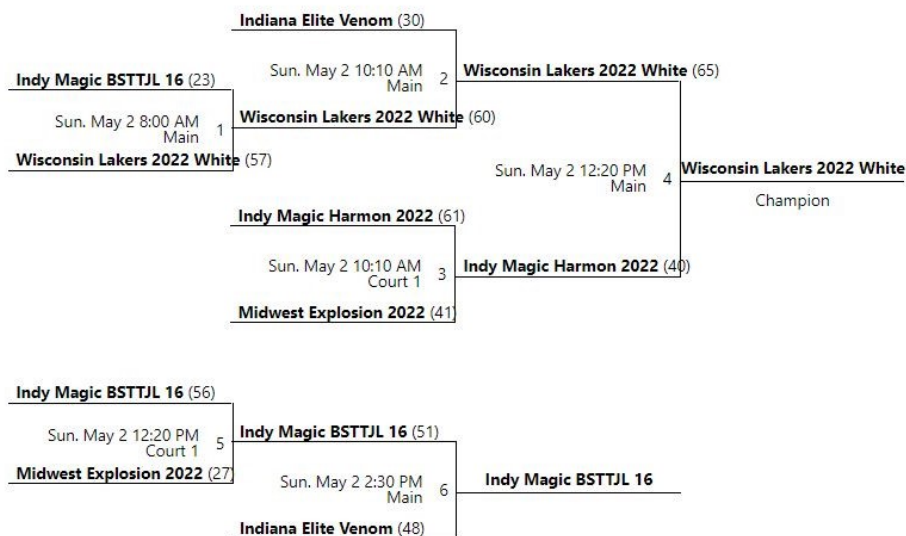 Indiana Elite Venom (30)
Sun. May 2 10:10 AM
Main
2
Wisconsin Lakers 2022 White (65)
Indy Magic BSTTJL 16 (23)
Sun. May 2 8:00 AM
Main
1
Wisconsin Lakers 2022 White (60)
Wisconsin Lakers 2022 White (57)
Sun. May 2 12:20 PM
Main
4
Wisconsin Lakers 2022 White
Champion
Indy Magic Harmon 2022 (61)
Sun. May 2 10:10 AM
Court 1
3
Indy Magic Harmon 2022 (40)
Midwest Explosion 2022 (41)
Indy Magic BSTTJL 16 (56)
Sun. May 2 12:20 PM
Court 1
5
Indy Magic BSTTJL 16 (51)
Midwest Explosion 2022 (27)
Sun. May 2 2:30 PM
Main
6
Indy Magic BSTTJL 16
Indiana Elite Venom (48)